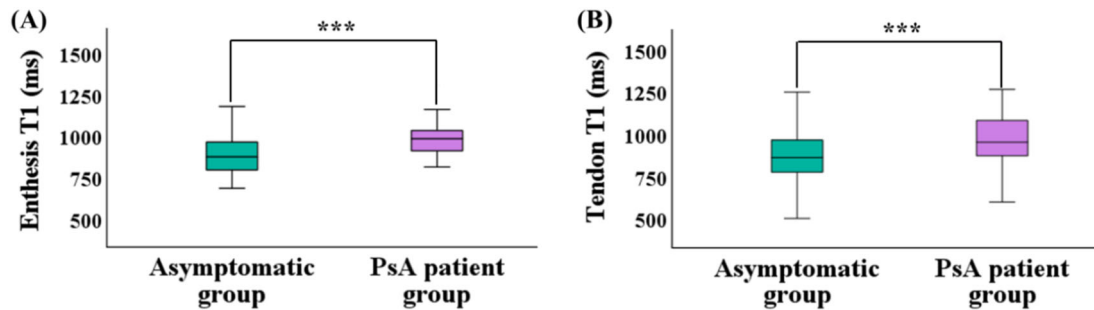 (A)
***
Enthesis T1 (ms)
1500
1250
1000
750
500
Asymptomatic
group
PsA patient
group
(B)
***
Tendon T1 (ms)
1500
1250
1000
750
500
Asymptomatic
group
PsA patient
group